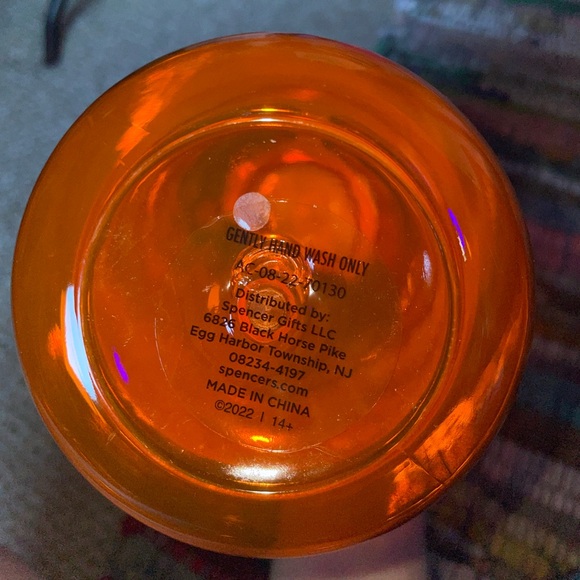 GENTLY HAND WASH ONLY
AC-08-22-70130
Distributed by:
Spencer Gifts LLC
6826 Black Horse Pike
Egg Harbor Township, NJ
08234-4197
spencers.com
MADE IN CHINA
©2022 | 14+